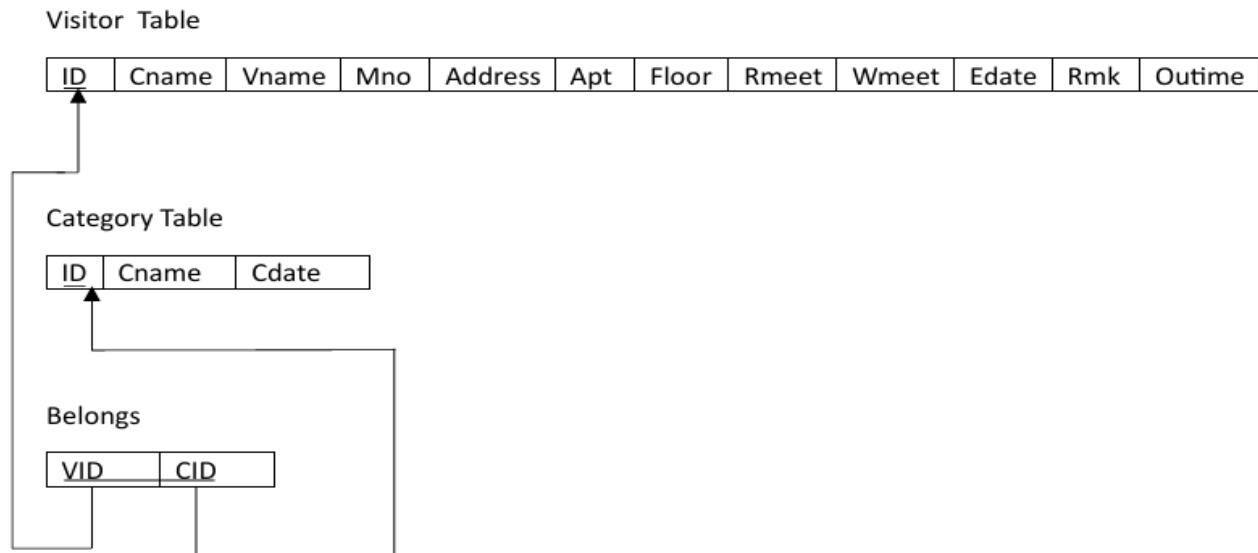 Visitor Table
ID Cname Vname Mno Address Apt Floor Rmeet Wmeet Edate Rmk Outime
Category Table
ID Cname Cdate
Belongs
VID CID